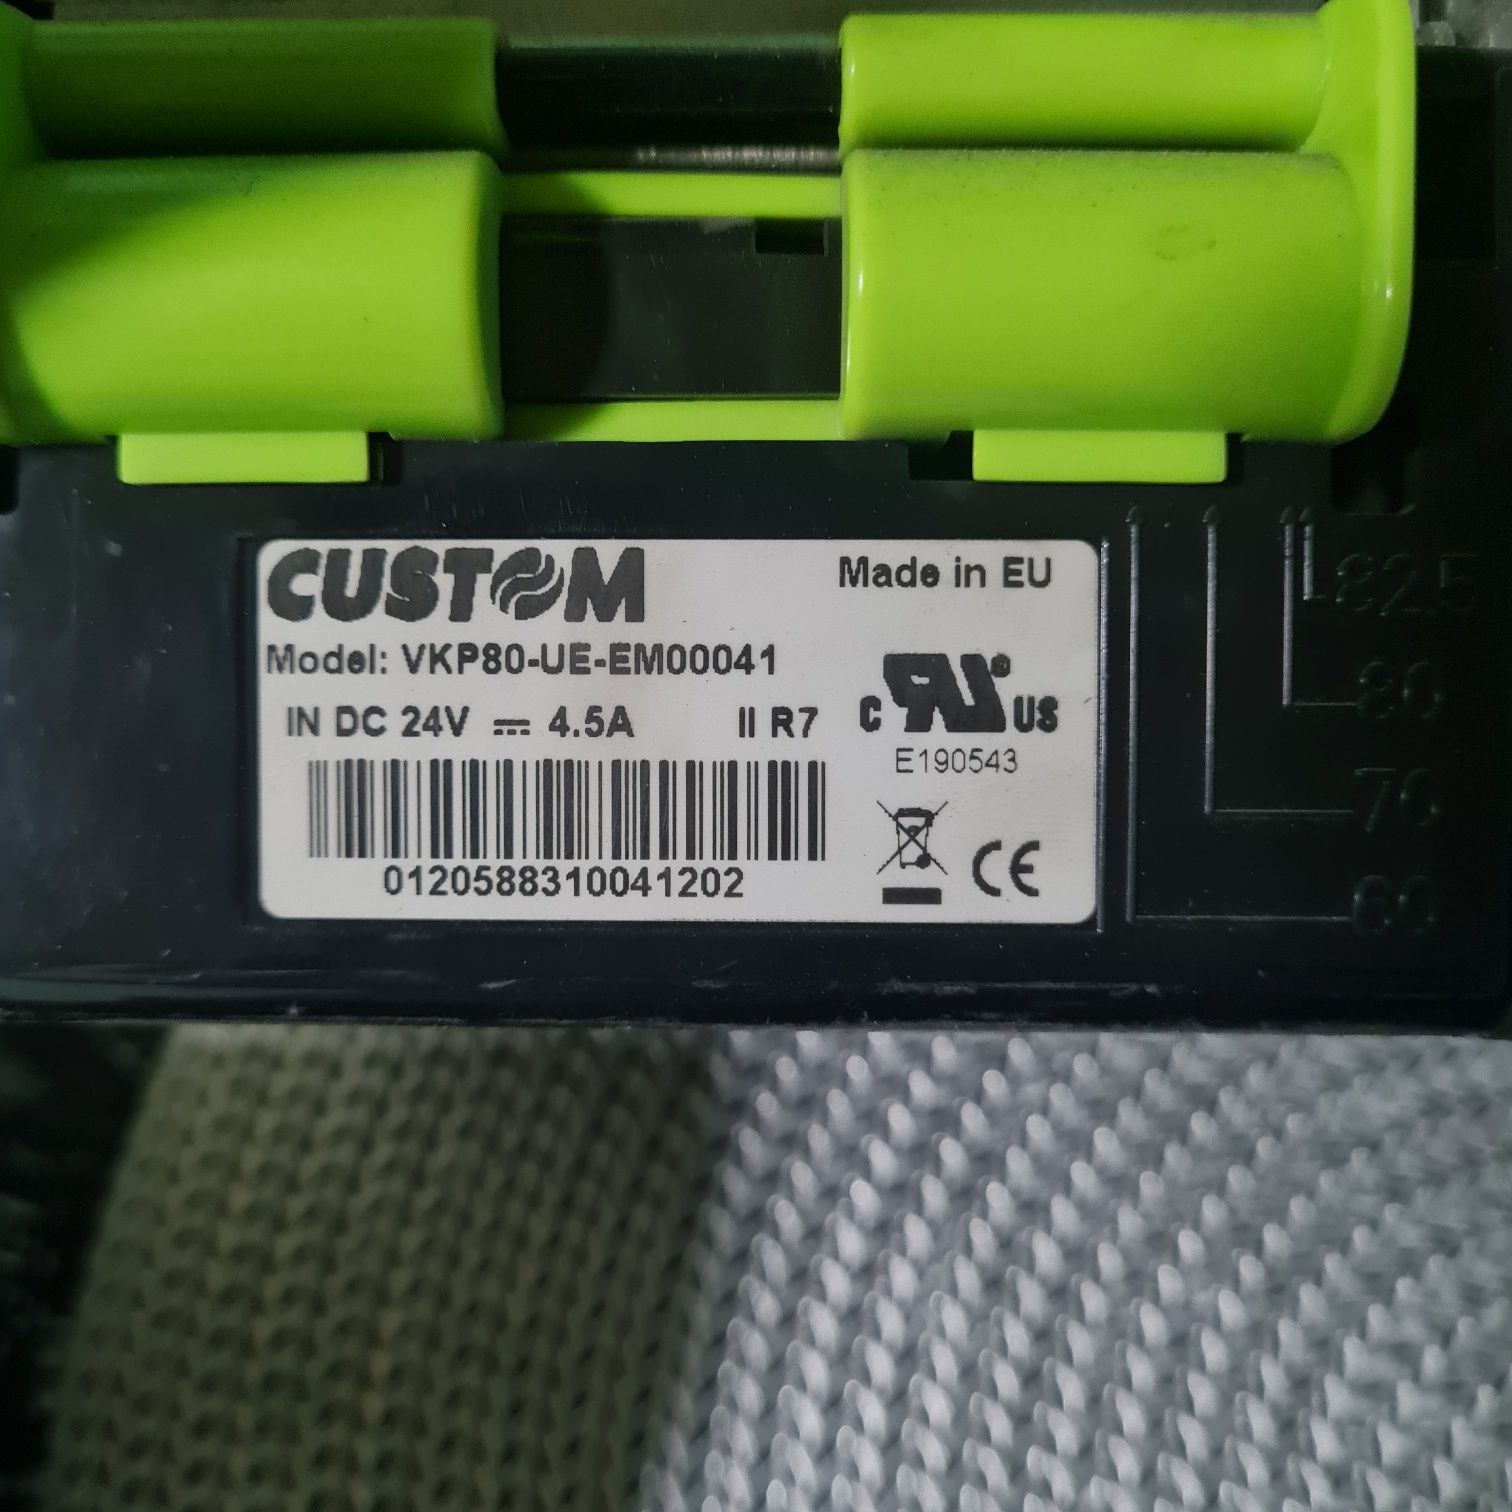 CUSTOM
Made in EU
Model: VKP80-UE-EM00041
IN DC 24V ⎓ 4.5A II R7
C RU US
E190543
0120588310041202
CE
82.5
80
70
60